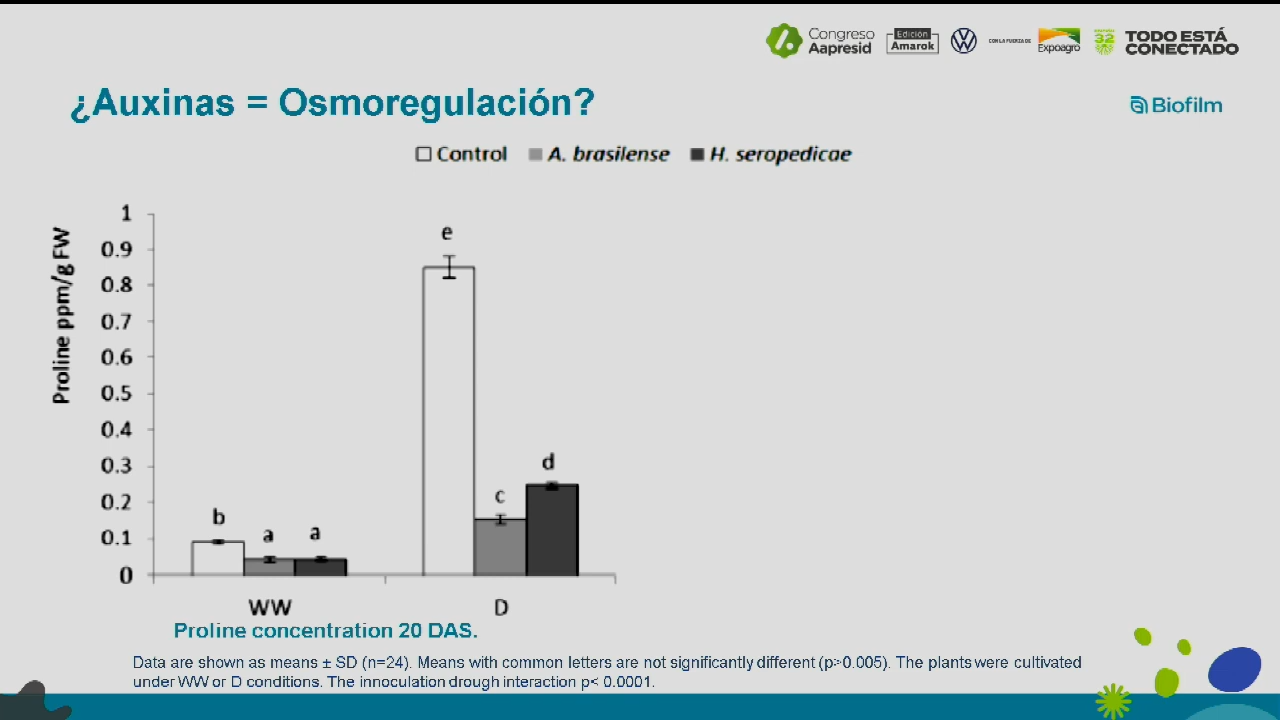 Congreso Aapresid
Edición Amarok
CON LA FUERZA DE
Expoagro
32
TODO ESTÁ CONECTADO
¿Auxinas = Osmoregulación?
Biofilm
Control A. brasilense H. seropedicae
Proline ppm/g FW
1
0.9
0.8
0.7
0.6
0.5
0.4
0.3
0.2
0.1
0
b
a
a
e
c
d
WW D
Proline concentration 20 DAS.
Data are shown as means ± SD (n=24). Means with common letters are not significantly different (p>0.005). The plants were cultivated
under WW or D conditions. The innoculation drough interaction p< 0.0001.